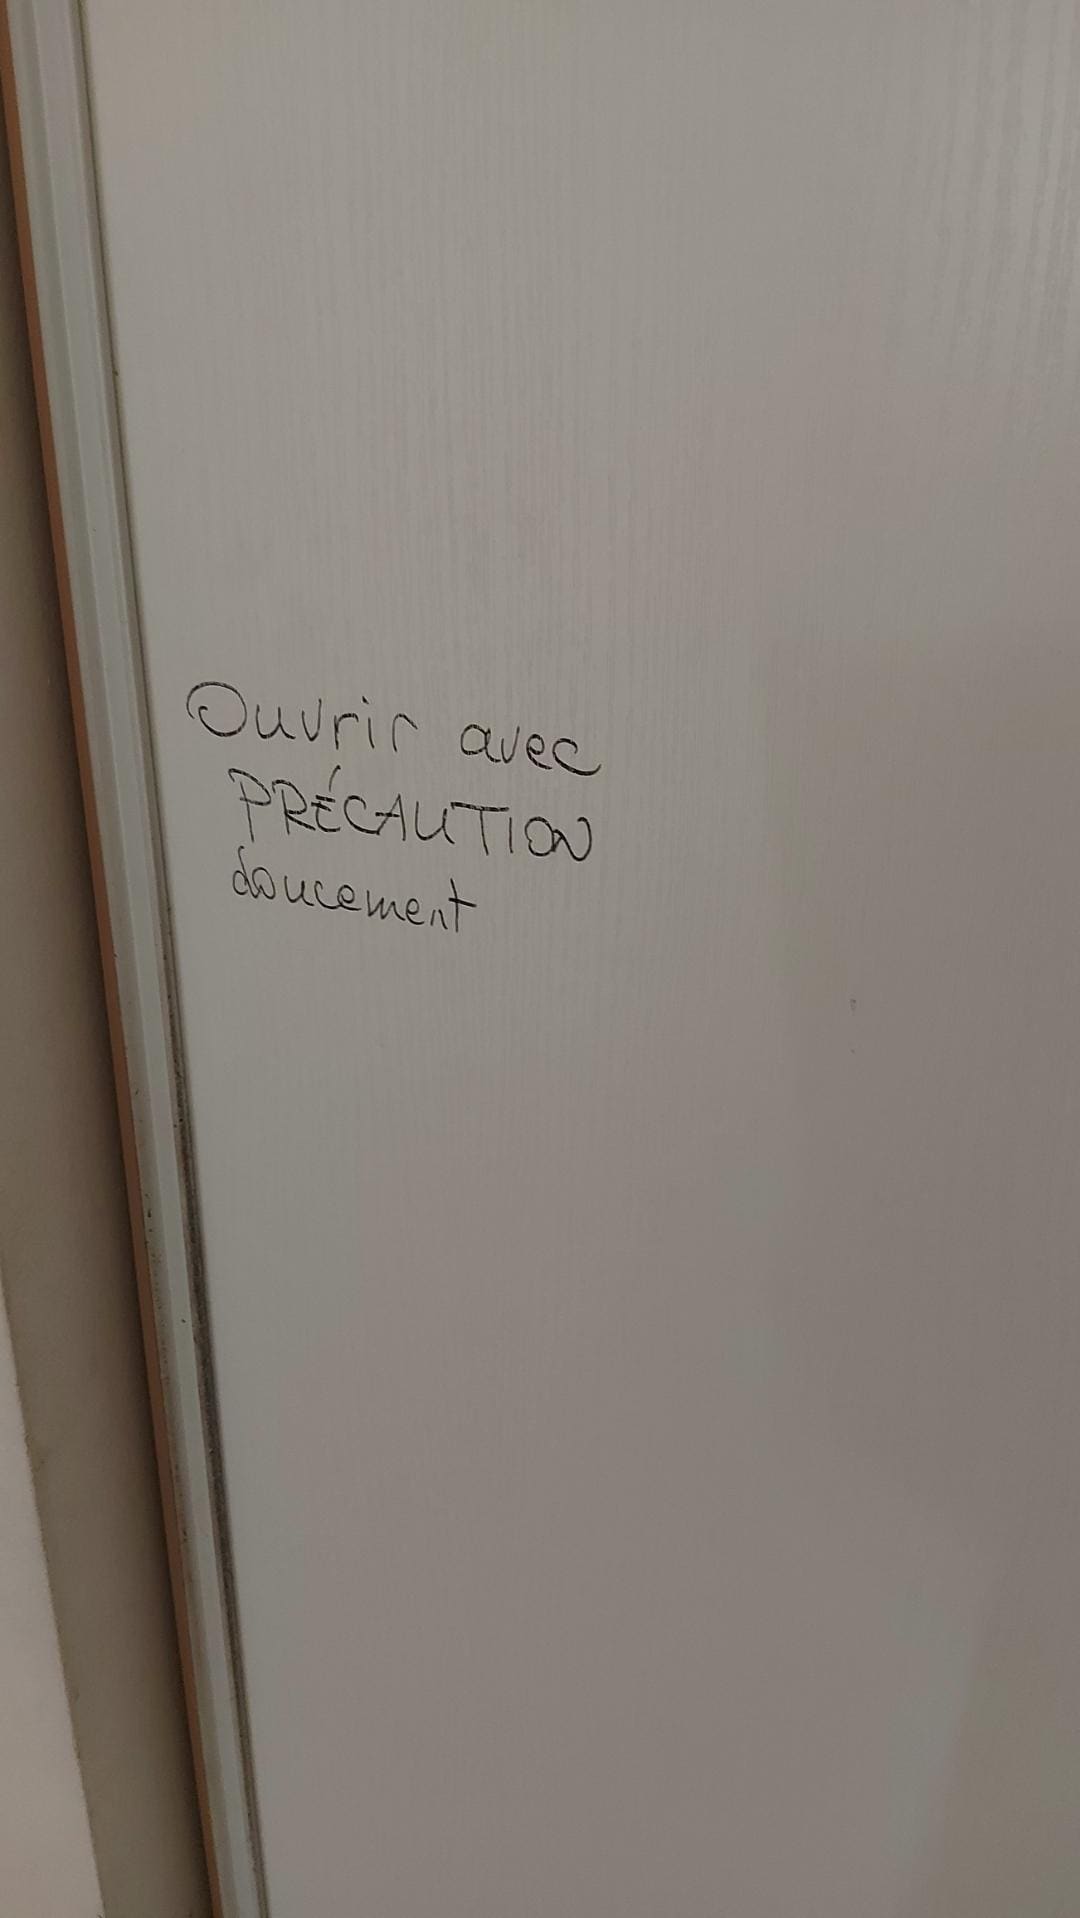 Ouvrir avec
PRÉCAUTION
doucement